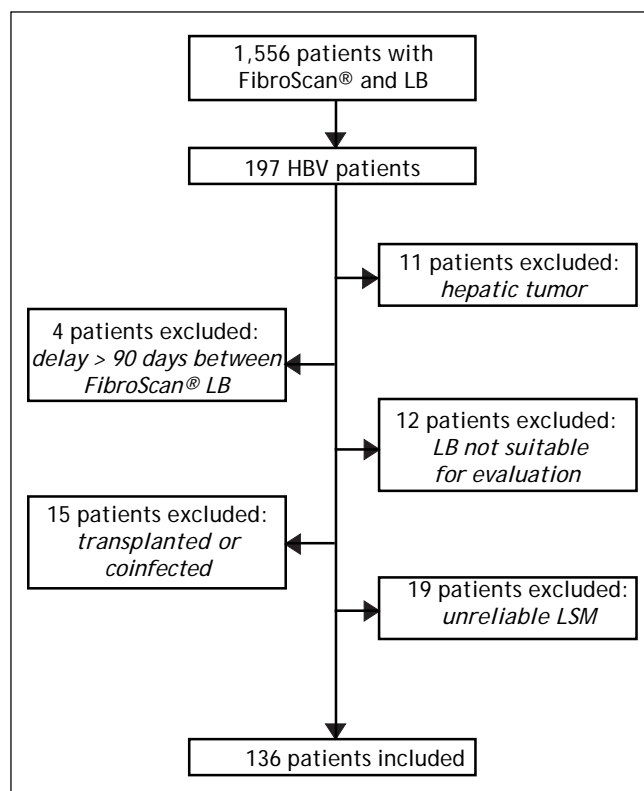 1,556 patients with
FibroScan® and LB
197 HBV patients
11 patients excluded:
hepatic tumor
4 patients excluded:
delay > 90 days between
FibroScan® LB
12 patients excluded:
LB not suitable
for evaluation
15 patients excluded:
transplanted or
coinfected
19 patients excluded:
unreliable LSM
136 patients included